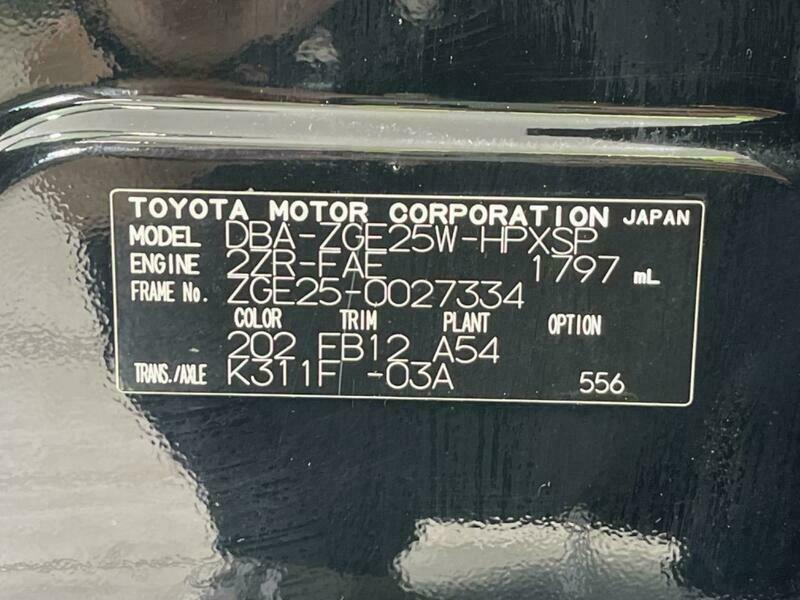 TOYOTA MOTOR CORPORATION JAPAN
MODEL DBA-ZGE25W-HPXSP
ENGINE 2ZR-FAE 1797 mL
FRAME No. ZGE25-0027334
COLOR TRIM PLANT OPTION
202 FB12 A54
TRANS./AXLE K311F -03A 556